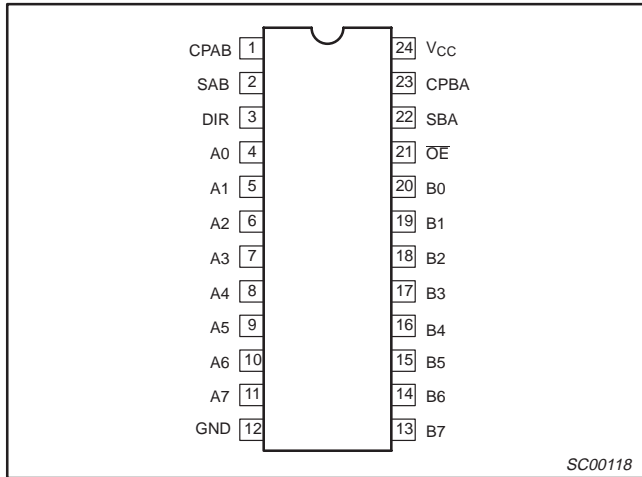 CPAB 1 24 VCC
SAB 2 23 CPBA
DIR 3 22 SBA
A0 4 21 O̅E̅
A1 5 20 B0
A2 6 19 B1
A3 7 18 B2
A4 8 17 B3
A5 9 16 B4
A6 10 15 B5
A7 11 14 B6
GND 12 13 B7
SC00118